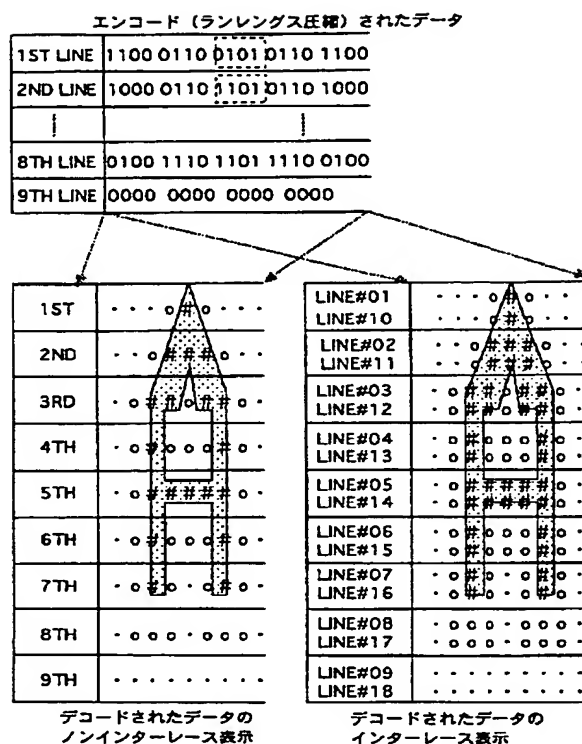 エンコード（ランレングス圧縮）されたデータ
1ST LINE 1100 0110 0101 0110 1100
2ND LINE 1000 0110 1101 0110 1000
8TH LINE 0100 1110 1101 1110 0100
9TH LINE 0000 0000 0000 0000
1ST · · · o # o · · ·
2ND · · o # # # o · ·
3RD · o # # o # # o ·
4TH · o # o o o # o ·
5TH · o # # # # # o ·
6TH · o # o o o # o ·
7TH · o # o · o # o ·
8TH · o o o · o o o ·
9TH · · · · · · · · ·
デコードされたデータの
ノンインターレース表示
LINE#01 · · · o # o · · ·
LINE#10 · · · o # o · · ·
LINE#02 · · o # # # o · ·
LINE#11 · · o # # # o · ·
LINE#03 · o # # o # # o ·
LINE#12 · o # # o # # o ·
LINE#04 · o # o o o # o ·
LINE#13 · o # o o o # o ·
LINE#05 · o # # # # # o ·
LINE#14 · o # # # # # o ·
LINE#06 · o # o o o # o ·
LINE#15 · o # o o o # o ·
LINE#07 · o # o · o # o ·
LINE#16 · o # o · o # o ·
LINE#08 · o o o · o o o ·
LINE#17 · o o o · o o o ·
LINE#09 · · · · · · · · ·
LINE#18 · · · · · · · · ·
デコードされたデータの
インターレース表示